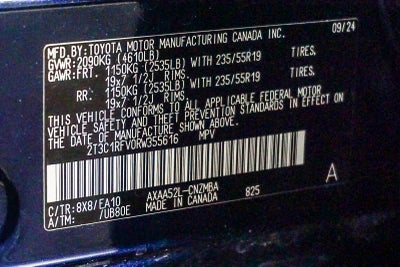 MFD.BY:TOYOTA MOTOR MANUFACTURING CANADA INC. 09/24
GVWR: 2090KG (4610LB)
GAWR:FRT. 1150KG (2535LB) WITH 235/55R19 TIRES.
19x7 1/2J RIMS.
RR. 1150KG (2535LB) WITH 235/55R19 TIRES.
19x7 1/2J RIMS.
THIS VEHICLE CONFORMS TO ALL APPLICABLE FEDERAL MOTOR
VEHICLE SAFETY AND THEFT PREVENTION STANDARDS IN EFFECT ON
THE DATE OF MANUFACTURE SHOWN ABOVE.
2T3C1RFV0RW355616 MPV
C/TR: 8X8/EA10 AXAA52L-CNZMBA 825
A/TM: /UB80E MADE IN CANADA A